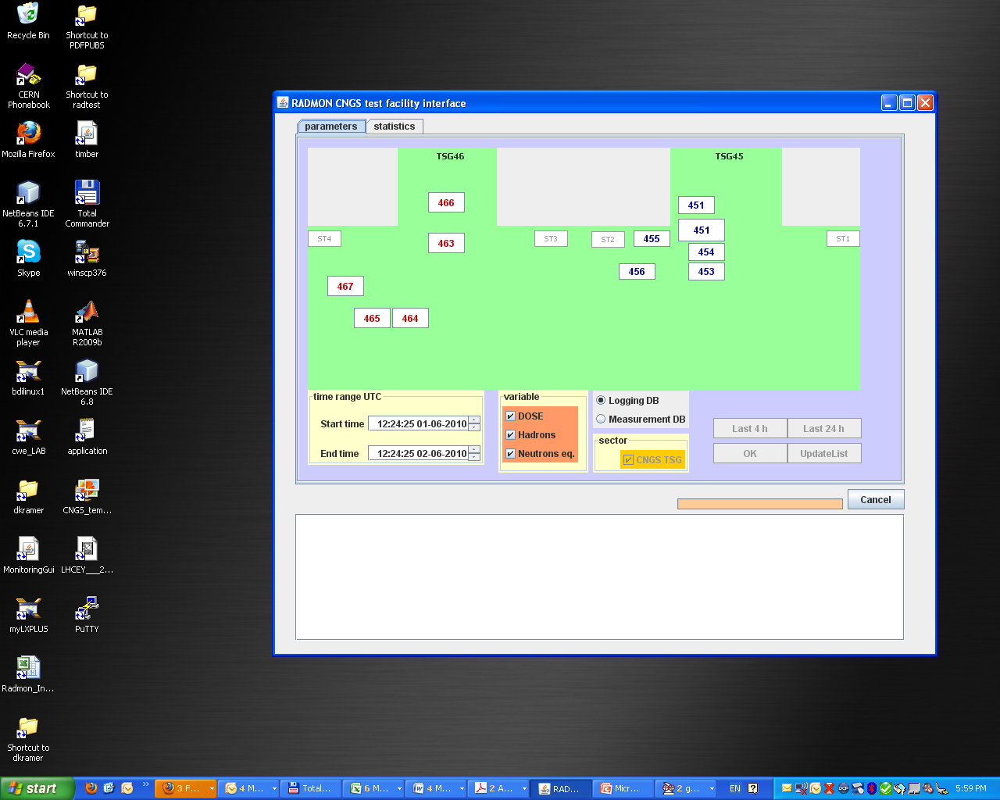 Recycle Bin
Shortcut to
PDFPUBS
CERN
Phonebook
Shortcut to
radtest
Mozilla Firefox
timber
NetBeans IDE
6.7.1
Total
Commander
Skype
winscp376
VLC media
player
MATLAB
R2009b
bdilinux1
NetBeans IDE
6.8
cwe_LAB
application
dkramer
CNGS_tem...
MonitoringGui
LHCEY___2...
myLXPLUS
PuTTY
Radmon_In...
Shortcut to
dkramer
RADMON CNGS test facility interface
parameters
statistics
TSG46
TSG45
466
451
ST4
463
ST3
ST2
455
451
ST1
454
456
453
467
465
464
time range UTC
Start time
12:24:25 01-06-2010
End time
12:24:25 02-06-2010
variable
DOSE
Hadrons
Neutrons eq.
Logging DB
Measurement DB
sector
CNGS TSG
Last 4 h
Last 24 h
OK
UpdateList
Cancel
start
3 F...
4 M...
Total...
6 M...
4 M...
2 A...
RAD...
Micr...
2 g...
EN
5:59 PM